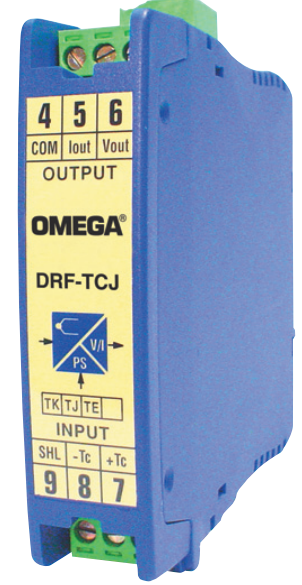 4 5 6
COM Iout Vout
OUTPUT
OMEGA®
DRF-TCJ
V/I
PS
TK TJ TE
INPUT
SHL -Tc +Tc
9 8 7